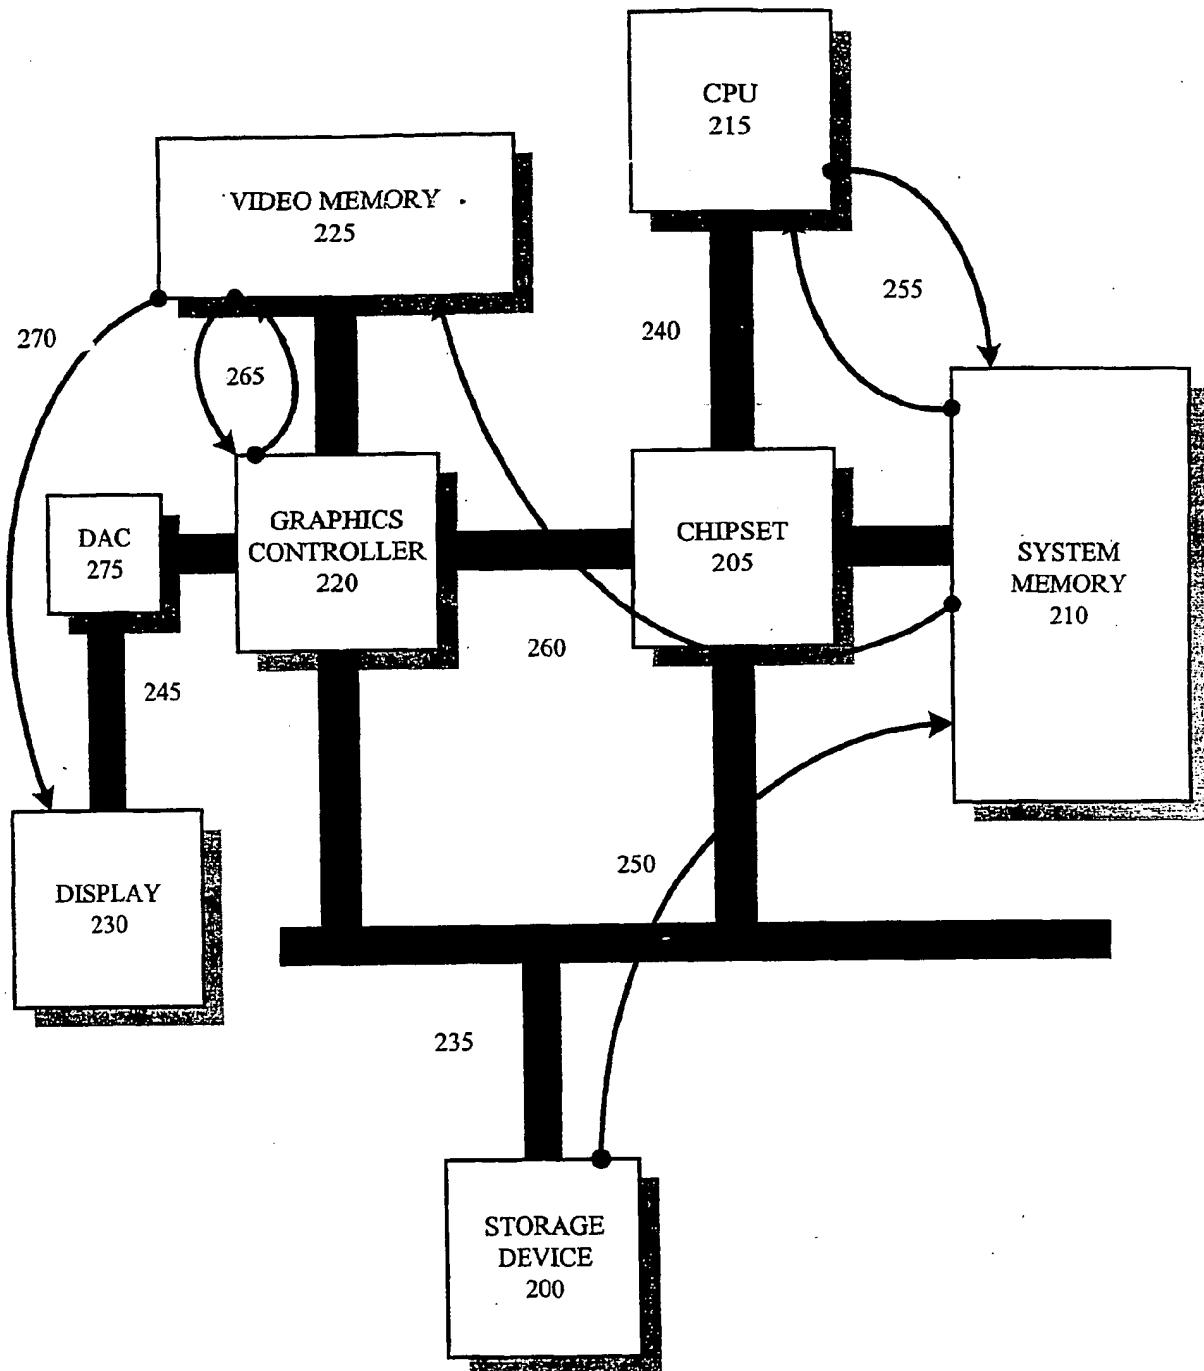 CPU
215
VIDEO MEMORY
225
255
270
240
265
GRAPHICS
CONTROLLER
220
CHIPSET
205
DAC
275
SYSTEM
MEMORY
210
260
245
250
DISPLAY
230
235
STORAGE
DEVICE
200